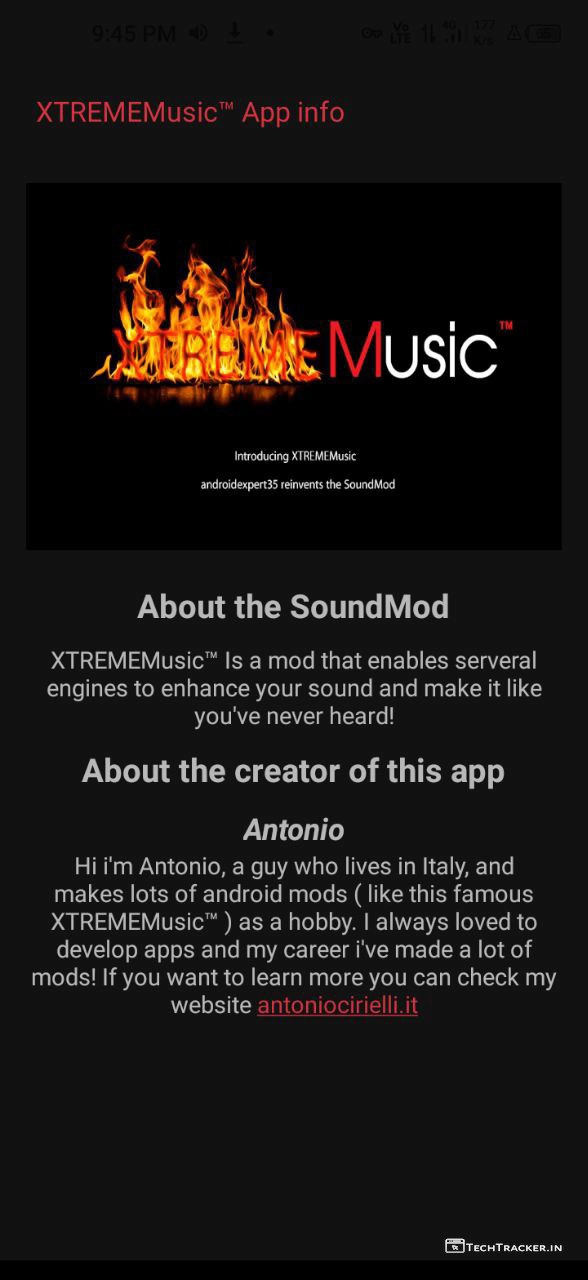 9:45 PM
Vo
LTE
4G
127
K/s
XTREMEMusic™ App info
XTREMEMusic™
Introducing XTREMEMusic
androidexpert35 reinvents the SoundMod
About the SoundMod
XTREMEMusic™ Is a mod that enables serveral
engines to enhance your sound and make it like
you've never heard!
About the creator of this app
Antonio
Hi i'm Antonio, a guy who lives in Italy, and
makes lots of android mods ( like this famous
XTREMEMusic™ ) as a hobby. I always loved to
develop apps and my career i've made a lot of
mods! If you want to learn more you can check my
website antoniocirielli.it
TECHTRACKER.IN